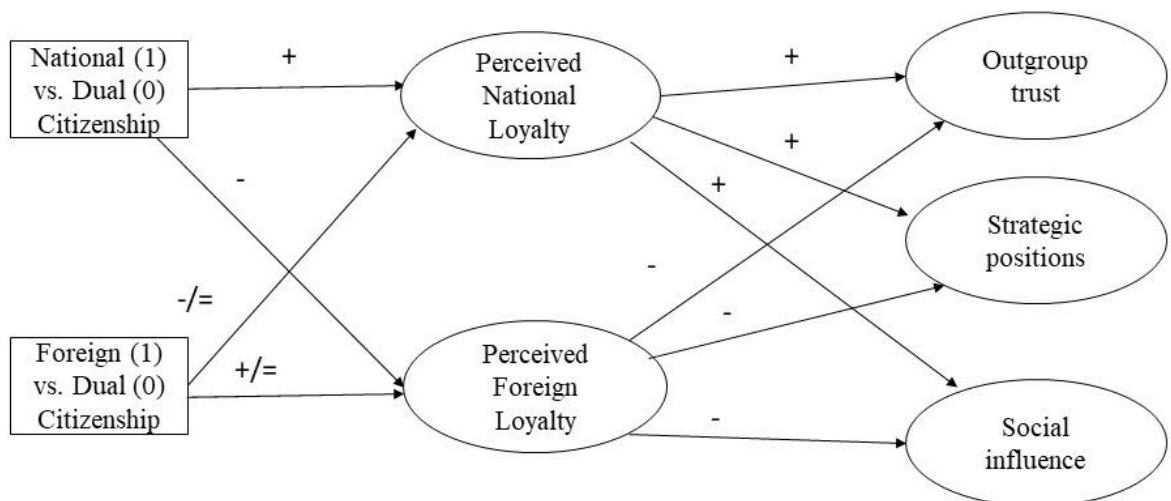 National (1)
vs. Dual (0)
Citizenship
+
-
Perceived
National
Loyalty
+
+
+
Outgroup
trust
Strategic
positions
Foreign (1)
vs. Dual (0)
Citizenship
-/=
+/=
Perceived
Foreign
Loyalty
-
-
-
Social
influence